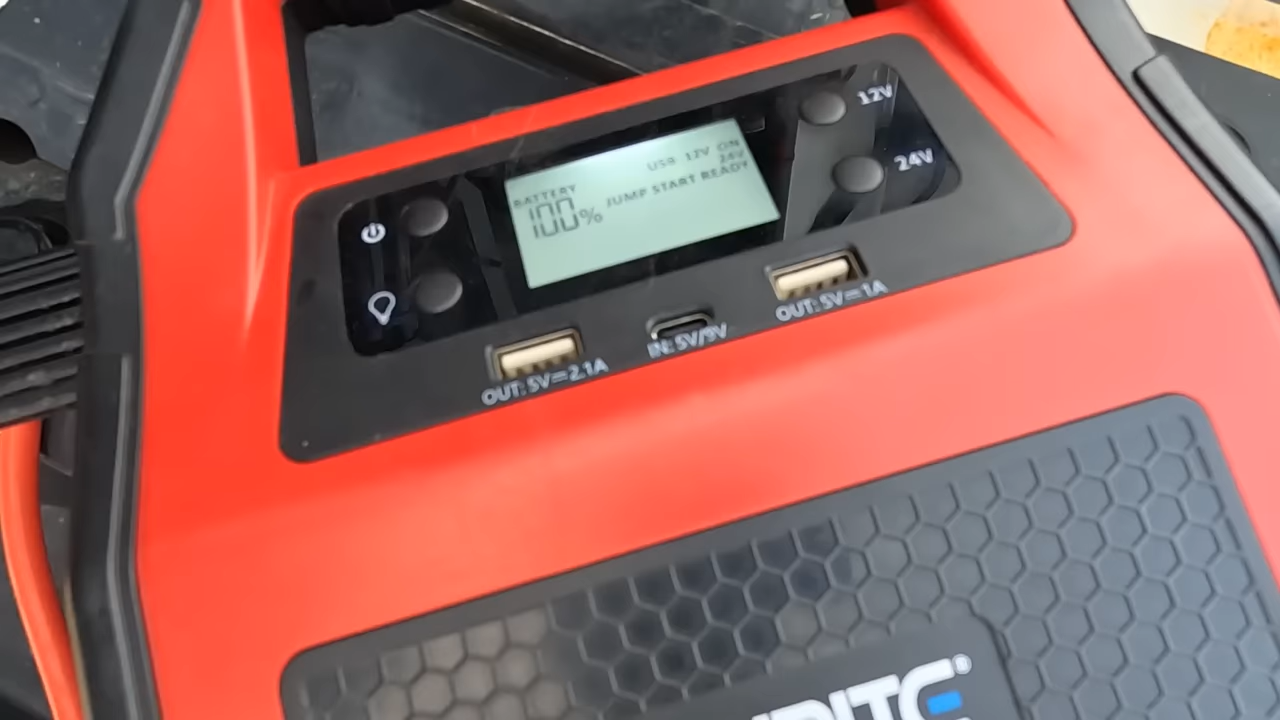 12V
24V
USB 12V ON
24V
BATTERY
100% JUMP START READY
OUT:5V=2.1A
IN:5V/9V
OUT:5V=1A